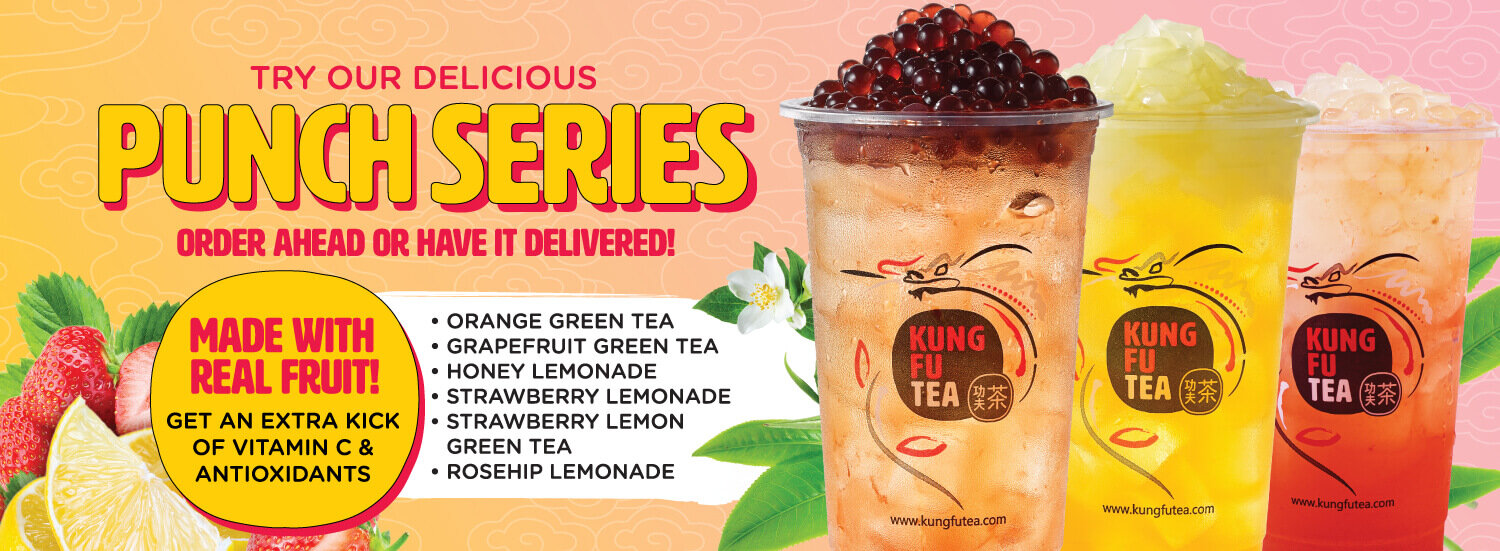 TRY OUR DELICIOUS
PUNCH SERIES
ORDER AHEAD OR HAVE IT DELIVERED!
MADE WITH
REAL FRUIT!
GET AN EXTRA KICK
OF VITAMIN C &
ANTIOXIDANTS
• ORANGE GREEN TEA
• GRAPEFRUIT GREEN TEA
• HONEY LEMONADE
• STRAWBERRY LEMONADE
• STRAWBERRY LEMON
GREEN TEA
• ROSEHIP LEMONADE
KUNG
FU
TEA
功夫茶
www.kungfutea.com
KUNG
FU
TEA
功夫茶
www.kungfutea.com
KUNG
FU
TEA
功夫茶
www.kungfutea.com